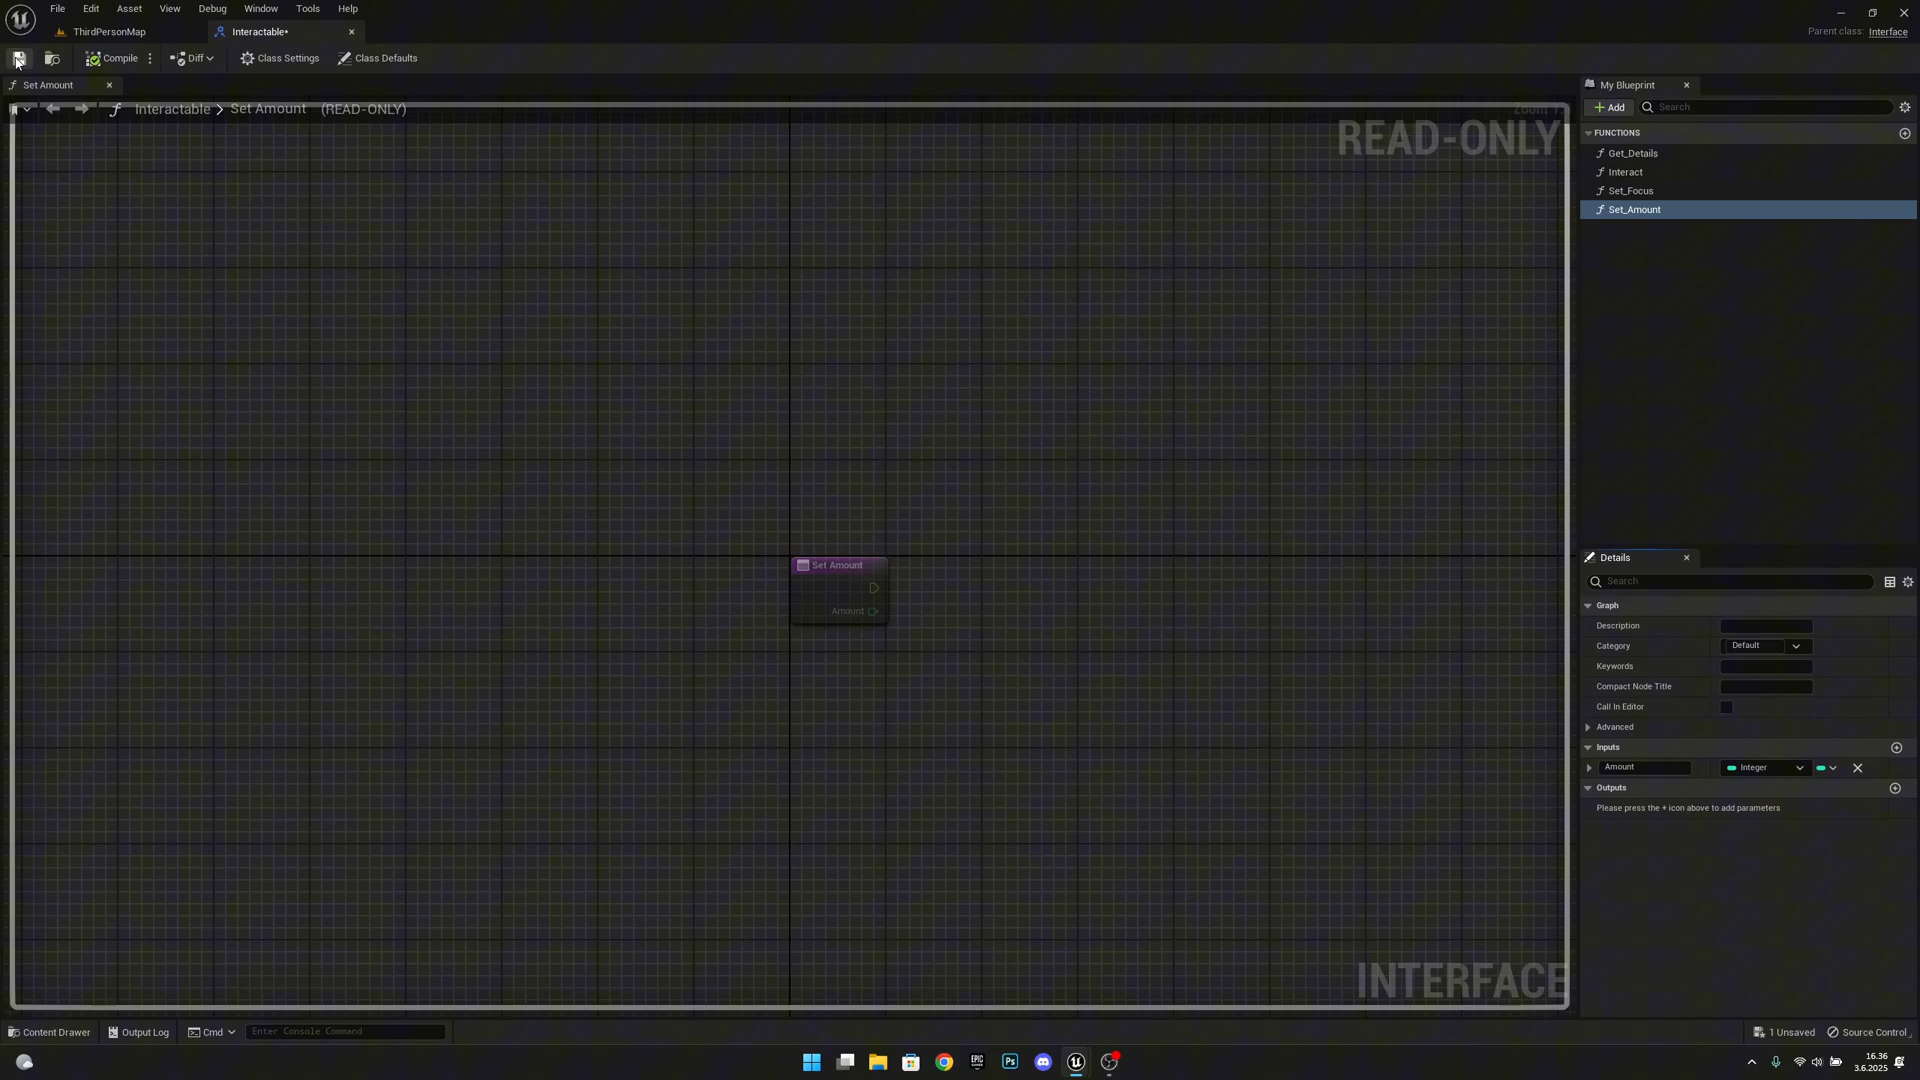 File Edit Asset View Debug Window Tools Help
ThirdPersonMap
Interactable•
Parent class: Interface
Compile
Diff
Class Settings
Class Defaults
Set Amount
My Blueprint
Interactable > Set Amount (READ-ONLY)
Zoom
+ Add
Search
READ-ONLY
FUNCTIONS
Get_Details
Interact
Set_Focus
Set_Amount
Set Amount
Amount
Details
Search
Graph
Description
Category
Default
Keywords
Compact Node Title
Call In Editor
Advanced
Inputs
Amount
Integer
Outputs
Please press the + icon above to add parameters
INTERFACE
Content Drawer
Output Log
Cmd
Enter Console Command
1 Unsaved
Source Control
EPIC
Ps
16.36
3.6.2025